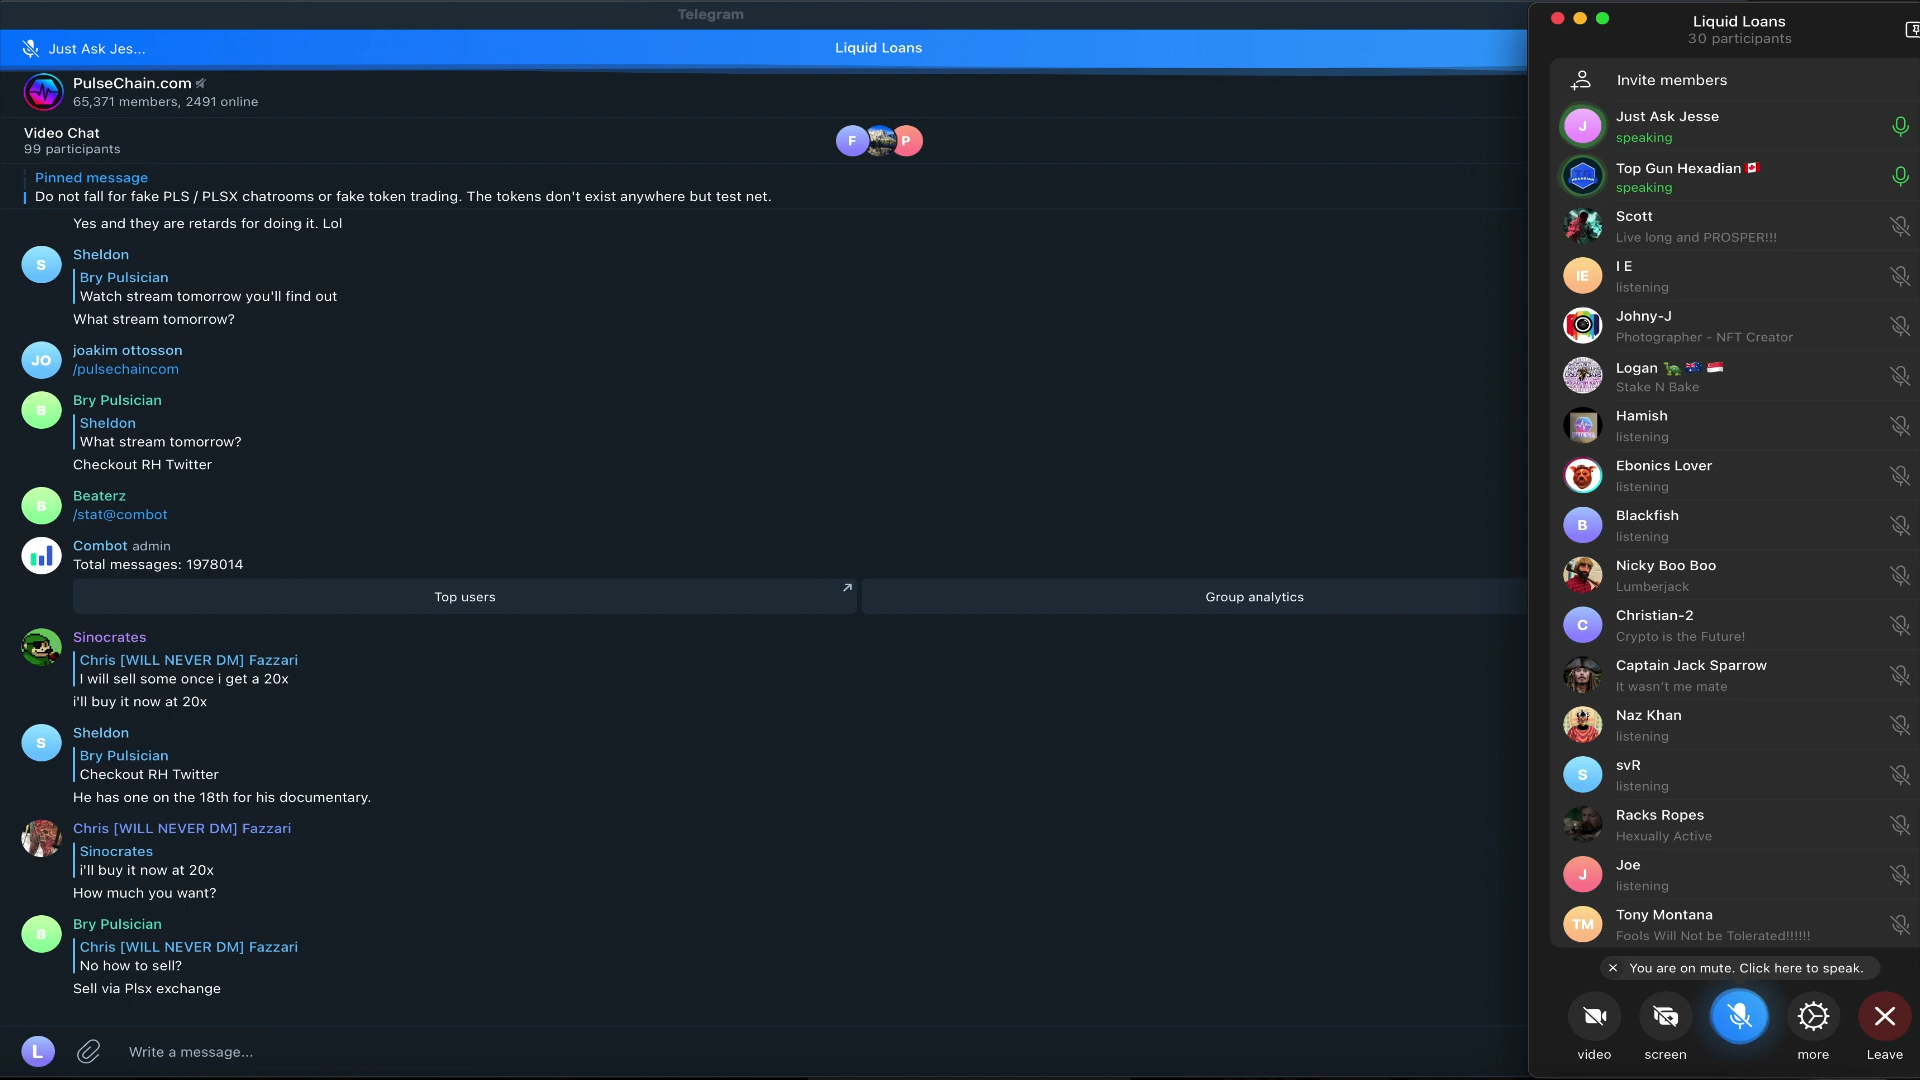 Telegram
Just Ask Jes...
Liquid Loans
PulseChain.com
65,371 members, 2491 online
Video Chat
99 participants
F
P
Pinned message
Do not fall for fake PLS / PLSX chatrooms or fake token trading. The tokens don't exist anywhere but test net.
Yes and they are retards for doing it. Lol
S
Sheldon
Bry Pulsician
Watch stream tomorrow you'll find out
What stream tomorrow?
JO
joakim ottosson
/pulsechaincom
B
Bry Pulsician
Sheldon
What stream tomorrow?
Checkout RH Twitter
B
Beaterz
/stat@combot
Combot admin
Total messages: 1978014
Top users
Group analytics
Sinocrates
Chris [WILL NEVER DM] Fazzari
I will sell some once i get a 20x
i'll buy it now at 20x
S
Sheldon
Bry Pulsician
Checkout RH Twitter
He has one on the 18th for his documentary.
Chris [WILL NEVER DM] Fazzari
Sinocrates
i'll buy it now at 20x
How much you want?
B
Bry Pulsician
Chris [WILL NEVER DM] Fazzari
No how to sell?
Sell via Plsx exchange
L
Write a message...
Liquid Loans
30 participants
Invite members
J
Just Ask Jesse
speaking
Top Gun Hexadian
speaking
Scott
Live long and PROSPER!!!
IE
I E
listening
Johny-J
Photographer - NFT Creator
Logan
Stake N Bake
Hamish
listening
Ebonics Lover
listening
B
Blackfish
listening
Nicky Boo Boo
Lumberjack
C
Christian-2
Crypto is the Future!
Captain Jack Sparrow
It wasn't me mate
Naz Khan
listening
S
svR
listening
Racks Ropes
Hexually Active
J
Joe
listening
TM
Tony Montana
Fools Will Not be Tolerated!!!!!!
You are on mute. Click here to speak.
video
screen
more
Leave